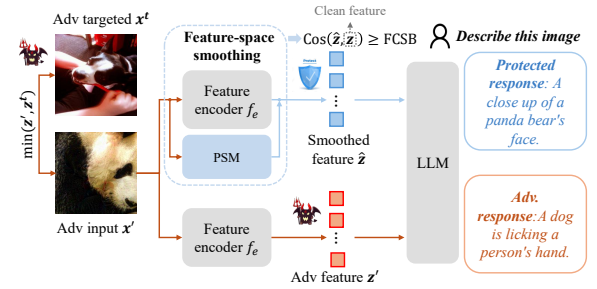 Adv targeted x^t
Feature-space
smoothing
Clean feature
Cos(ẑ, z) ≥ FCSB
Describe this image
min(z′, z^t)
Feature
encoder f_e
PSM
Protect
Smoothed
feature ẑ
LLM
Protected
response: A
close up of a
panda bear's
face.
Adv input x′
Feature
encoder f_e
Adv feature z′
Adv.
response:A dog
is licking a
person's hand.